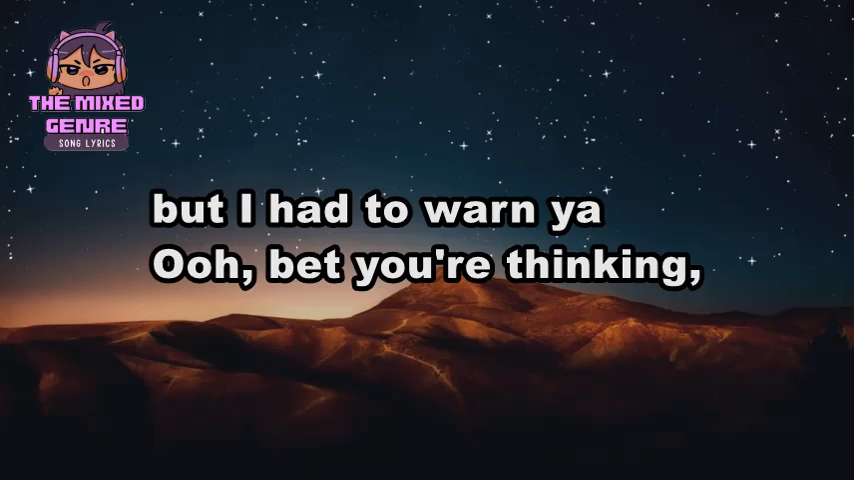 THE MIXED
GENRE
SONG LYRICS
but I had to warn ya
Ooh, bet you're thinking,